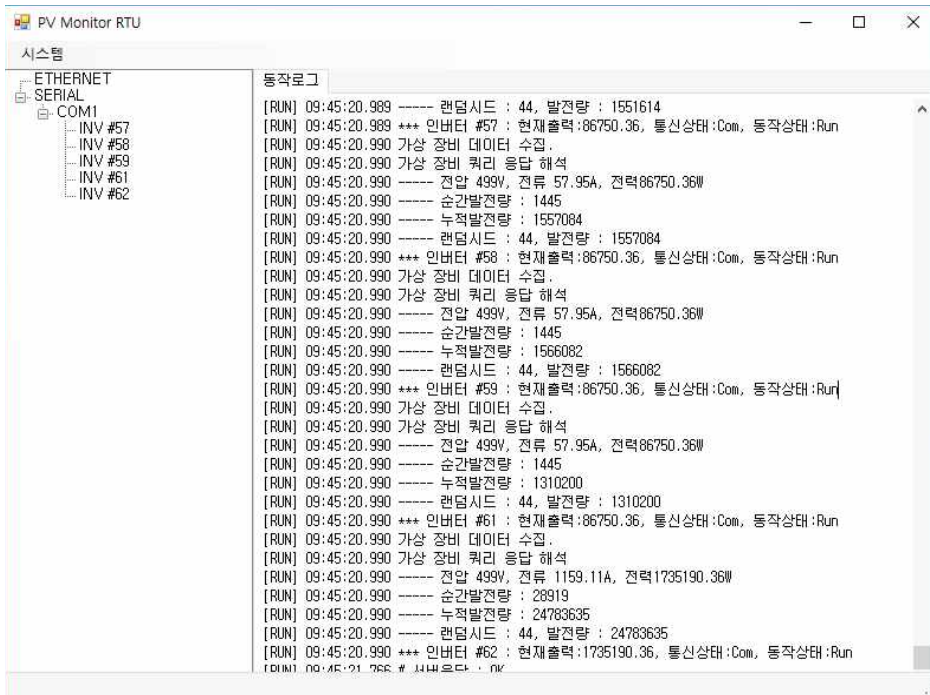 PV Monitor RTU
시스템
ETHERNET
SERIAL
COM1
INV #57
INV #58
INV #59
INV #61
INV #62
동작로그
[RUN] 09:45:20.989 ----- 랜덤시드 : 44, 발전량 : 1551614
[RUN] 09:45:20.989 *** 인버터 #57 : 현재출력:86750.36, 통신상태:Com, 동작상태:Run
[RUN] 09:45:20.990 가상 장비 데이터 수집.
[RUN] 09:45:20.990 가상 장비 쿼리 응답 해석
[RUN] 09:45:20.990 ----- 전압 499V, 전류 57.95A, 전력86750.36W
[RUN] 09:45:20.990 ----- 순간발전량 : 1445
[RUN] 09:45:20.990 ----- 누적발전량 : 1557084
[RUN] 09:45:20.990 ----- 랜덤시드 : 44, 발전량 : 1557084
[RUN] 09:45:20.990 *** 인버터 #58 : 현재출력:86750.36, 통신상태:Com, 동작상태:Run
[RUN] 09:45:20.990 가상 장비 데이터 수집.
[RUN] 09:45:20.990 가상 장비 쿼리 응답 해석
[RUN] 09:45:20.990 ----- 전압 499V, 전류 57.95A, 전력86750.36W
[RUN] 09:45:20.990 ----- 순간발전량 : 1445
[RUN] 09:45:20.990 ----- 누적발전량 : 1566082
[RUN] 09:45:20.990 ----- 랜덤시드 : 44, 발전량 : 1566082
[RUN] 09:45:20.990 *** 인버터 #59 : 현재출력:86750.36, 통신상태:Com, 동작상태:Run
[RUN] 09:45:20.990 가상 장비 데이터 수집.
[RUN] 09:45:20.990 가상 장비 쿼리 응답 해석
[RUN] 09:45:20.990 ----- 전압 499V, 전류 57.95A, 전력86750.36W
[RUN] 09:45:20.990 ----- 순간발전량 : 1445
[RUN] 09:45:20.990 ----- 누적발전량 : 1310200
[RUN] 09:45:20.990 ----- 랜덤시드 : 44, 발전량 : 1310200
[RUN] 09:45:20.990 *** 인버터 #61 : 현재출력:86750.36, 통신상태:Com, 동작상태:Run
[RUN] 09:45:20.990 가상 장비 데이터 수집.
[RUN] 09:45:20.990 가상 장비 쿼리 응답 해석
[RUN] 09:45:20.990 ----- 전압 499V, 전류 1159.11A, 전력1735190.36W
[RUN] 09:45:20.990 ----- 순간발전량 : 28919
[RUN] 09:45:20.990 ----- 누적발전량 : 24783635
[RUN] 09:45:20.990 ----- 랜덤시드 : 44, 발전량 : 24783635
[RUN] 09:45:20.990 *** 인버터 #62 : 현재출력:1735190.36, 통신상태:Com, 동작상태:Run
[RUN] 09:45:21.766 # 서버응답 : OK